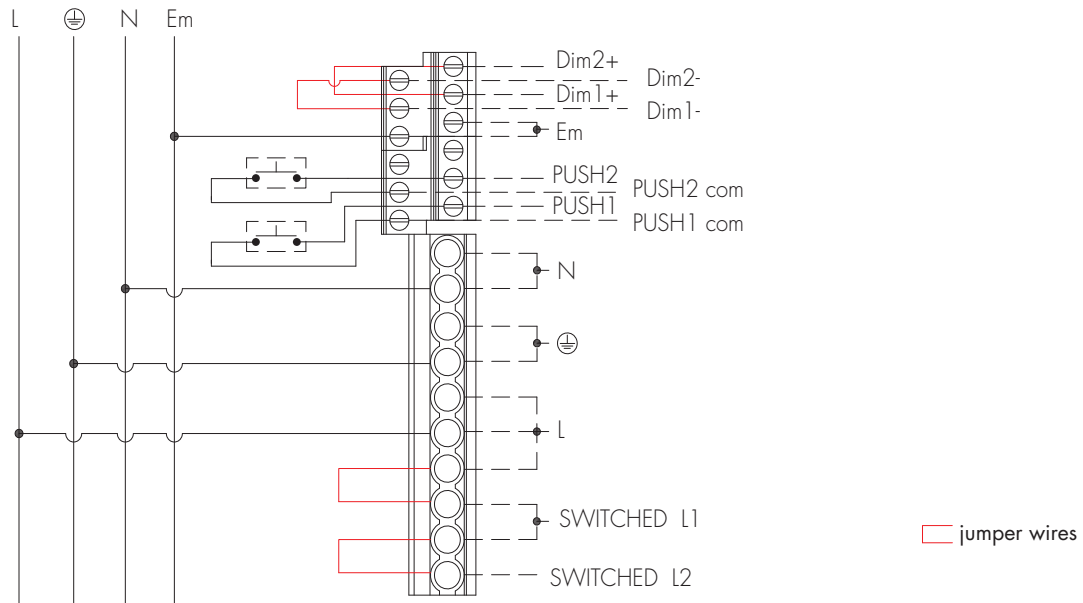 L N Em
Dim2+
Dim2-
Dim1+
Dim1-
Em
PUSH2
PUSH2 com
PUSH1
PUSH1 com
N
L
SWITCHED L1
jumper wires
SWITCHED L2